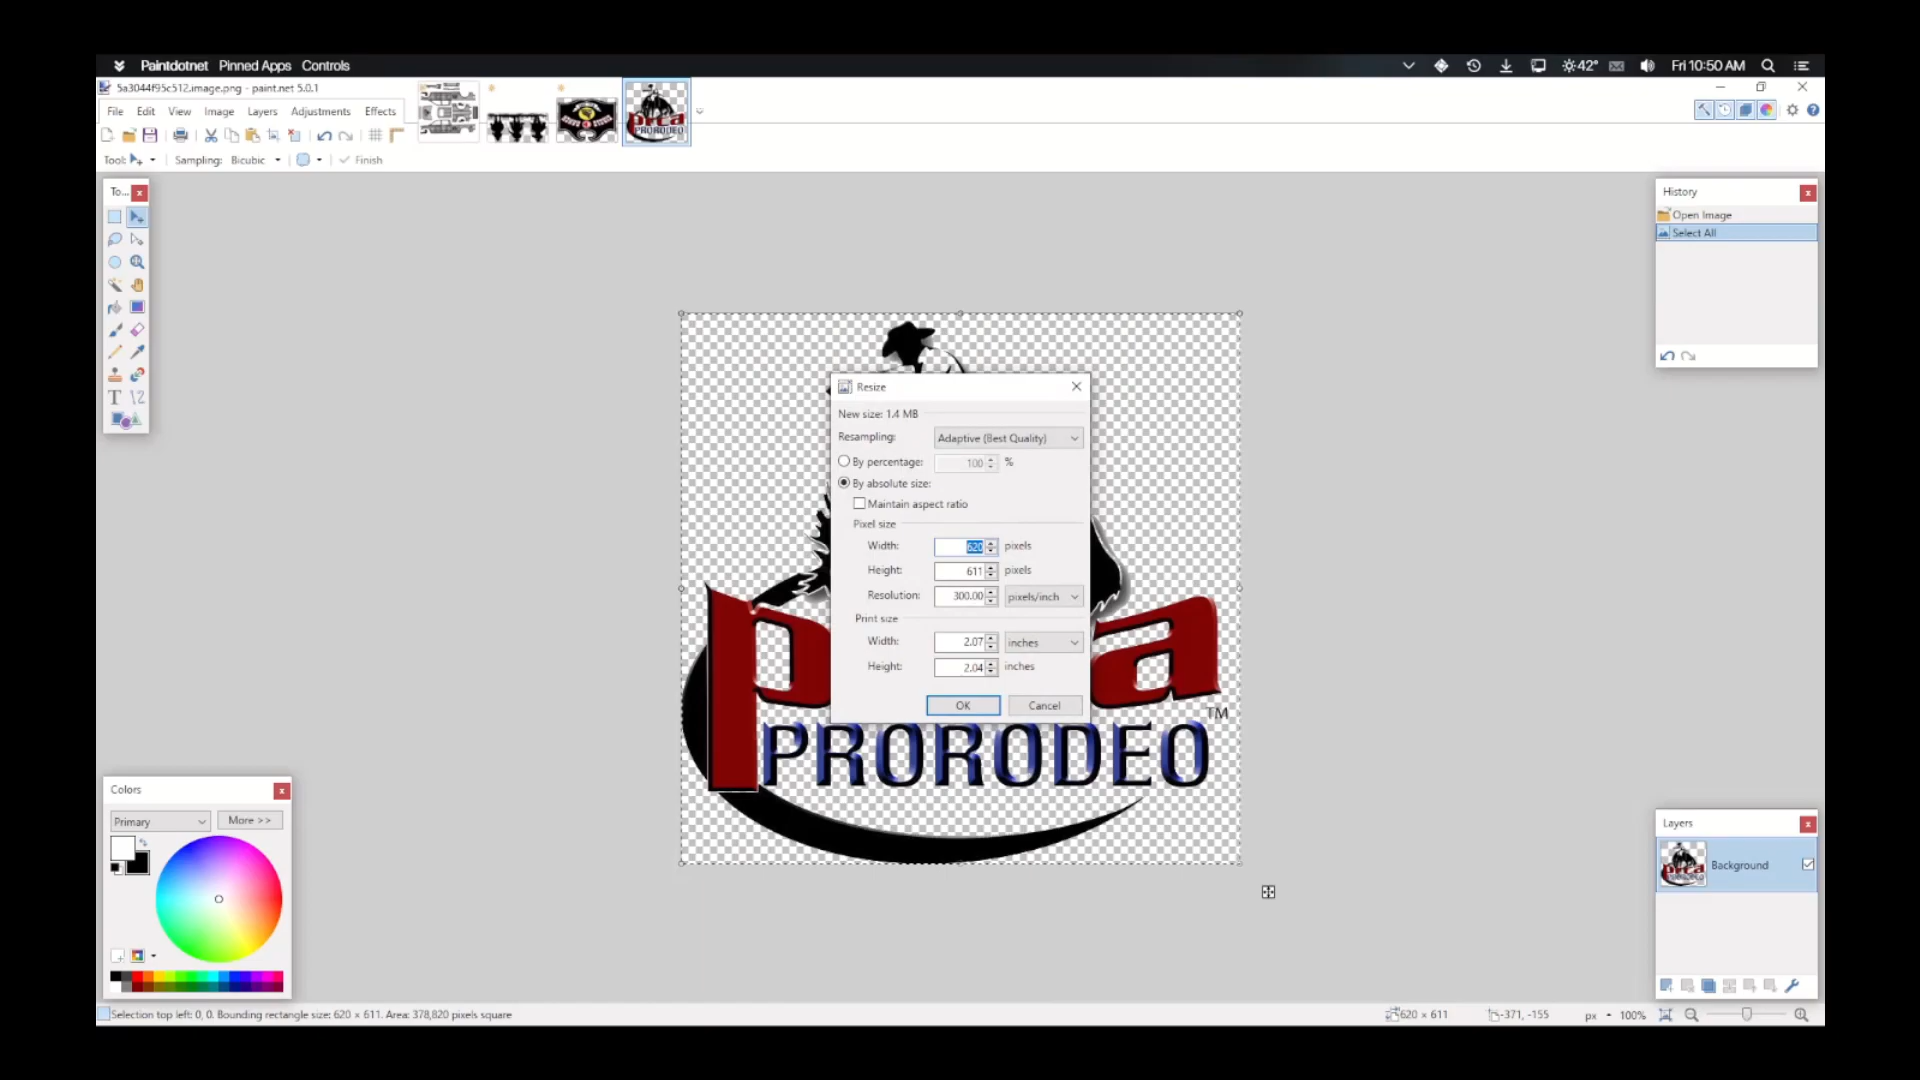 Paintdotnet Pinned Apps Controls
42° Fri 10:50 AM
5a3044f95c512.image.png - paint.net 5.0.1
File Edit View Image Layers Adjustments Effects
Tool: Sampling: Bicubic Finish
To...
History
Open Image
Select All
Resize
New size: 1.4 MB
Resampling: Adaptive (Best Quality)
By percentage: 100 %
By absolute size:
Maintain aspect ratio
Pixel size
Width: 620 pixels
Height: 611 pixels
Resolution: 300.00 pixels/inch
Print size
Width: 2.07 inches
Height: 2.04 inches
OK Cancel
p a
TM
PRORODEO
Colors
Primary More >>
Layers
Background
Selection top left: 0, 0. Bounding rectangle size: 620 × 611. Area: 378,820 pixels square
620 × 611 -371, -155 px 100%